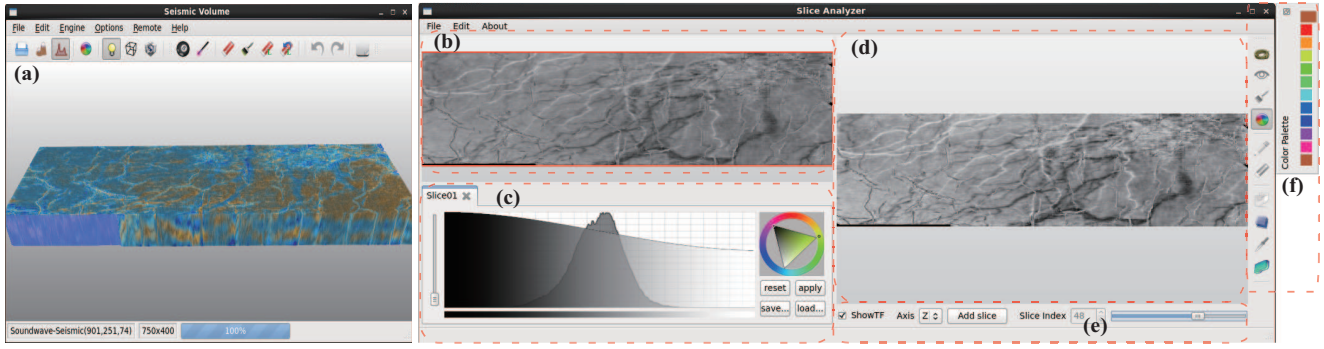 Seismic Volume
File Edit Engine Options Remote Help
(a)
Soundwave-Seismic(901,251,74) 750x400 100%
Slice Analyzer
File Edit About
(b)
(c)
Slice01
reset apply
save... load...
(d)
ShowTF Axis Z Add slice Slice Index 48
(e)
Color Palette
(f)